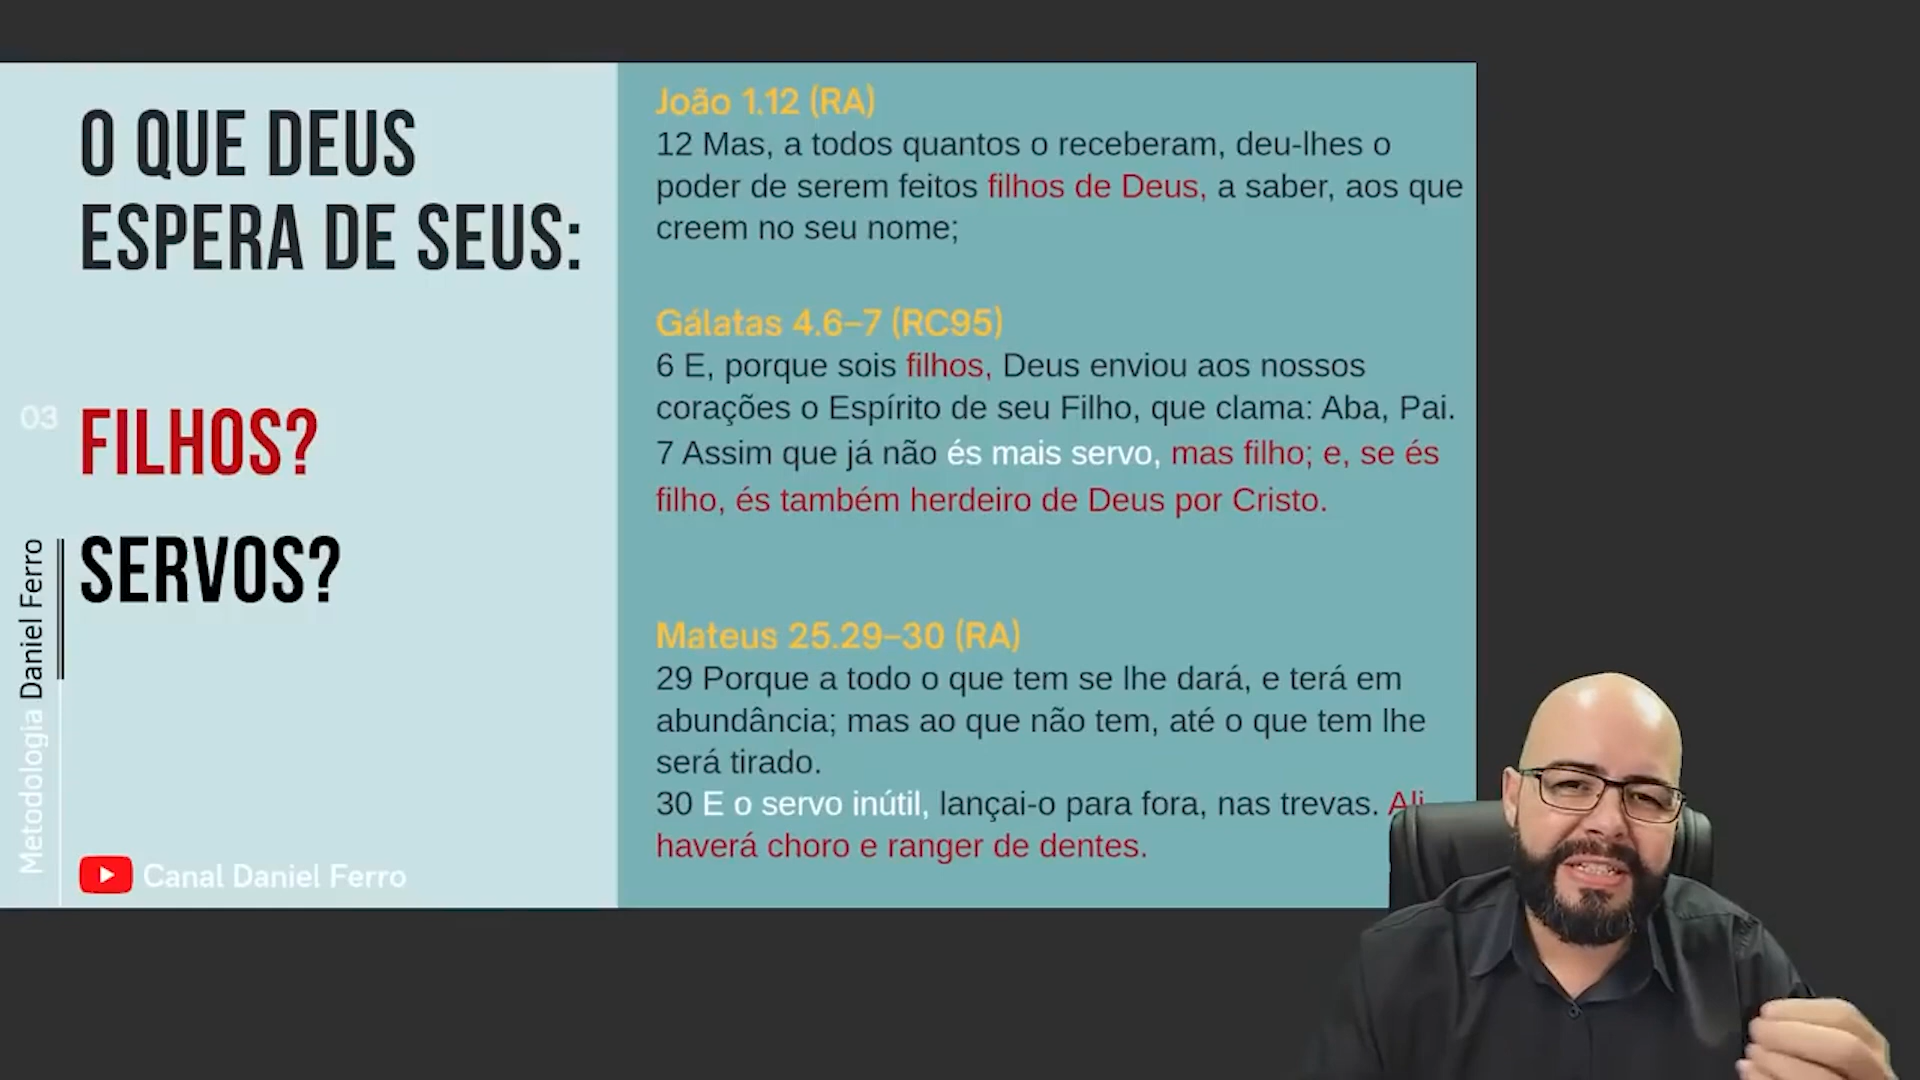 O QUE DEUS
ESPERA DE SEUS:
03
FILHOS?
SERVOS?
Metodologia Daniel Ferro
Canal Daniel Ferro
João 1.12 (RA)
12 Mas, a todos quantos o receberam, deu-lhes o
poder de serem feitos filhos de Deus, a saber, aos que
creem no seu nome;
Gálatas 4.6–7 (RC95)
6 E, porque sois filhos, Deus enviou aos nossos
corações o Espírito de seu Filho, que clama: Aba, Pai.
7 Assim que já não és mais servo, mas filho; e, se és
filho, és também herdeiro de Deus por Cristo.
Mateus 25.29–30 (RA)
29 Porque a todo o que tem se lhe dará, e terá em
abundância; mas ao que não tem, até o que tem lhe
será tirado.
30 E o servo inútil, lançai-o para fora, nas trevas. Ali
haverá choro e ranger de dentes.